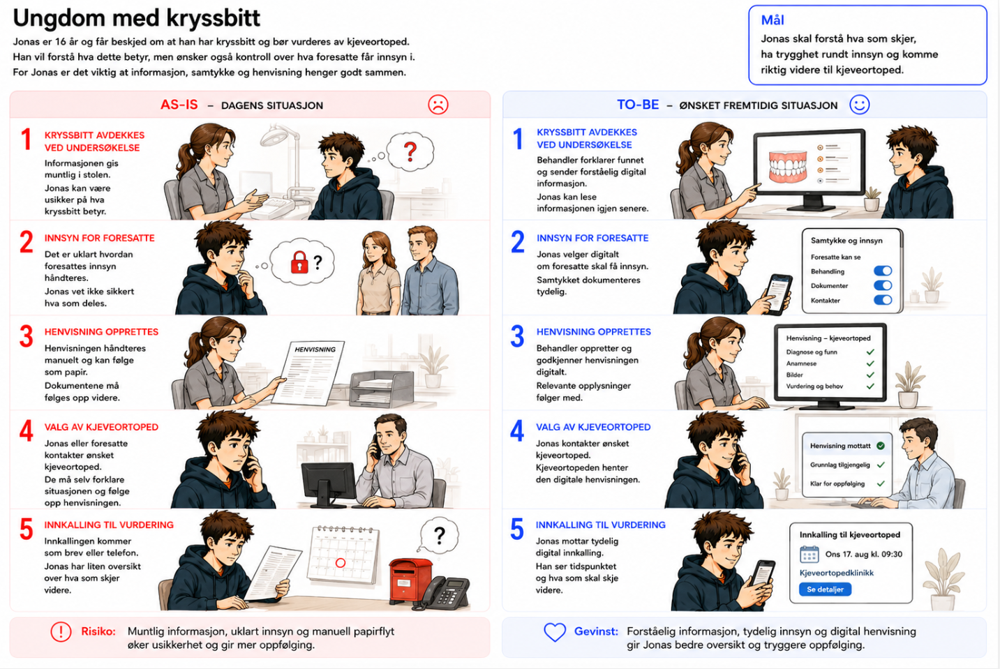 Ungdom med kryssbitt
Jonas er 16 år og får beskjed om at han har kryssbitt og bør vurderes av kjeveortoped.
Han vil forstå hva dette betyr, men ønsker også kontroll over hva foresatte får innsyn i.
For Jonas er det viktig at informasjon, samtykke og henvisning henger godt sammen.
Mål
Jonas skal forstå hva som skjer,
ha trygghet rundt innsyn og komme
riktig videre til kjeveortoped.
AS-IS – DAGENS SITUASJON
1
KRYSSBITT AVDEKKES
VED UNDERSØKELSE
Informasjonen gis
muntlig i stolen.
Jonas kan være
usikker på hva
kryssbitt betyr.
?
2
INNSYN FOR FORESATTE
Det er uklart hvordan
foresattes innsyn
håndteres.
Jonas vet ikke sikkert
hva som deles.
?
3
HENVISNING OPPRETTES
Henvisningen håndteres
manuelt og kan følge
som papir.
Dokumentene må
følges opp videre.
HENVISNING
4
VALG AV KJEVEORTOPED
Jonas eller foresatte
kontakter ønsket
kjeveortoped.
De må selv forklare
situasjonen og følge
opp henvisningen.
5
INNKALLING TIL VURDERING
Innkallingen kommer
som brev eller telefon.
Jonas har liten oversikt
over hva som skjer
videre.
?
Risiko: Muntlig informasjon, uklart innsyn og manuell papirflyt
øker usikkerhet og gir mer oppfølging.
TO-BE – ØNSKET FREMTIDIG SITUASJON
1
KRYSSBITT AVDEKKES
VED UNDERSØKELSE
Behandler forklarer funnet
og sender forståelig digital
informasjon.
Jonas kan lese
informasjonen igjen senere.
2
INNSYN FOR FORESATTE
Jonas velger digitalt
om foresatte skal få innsyn.
Samtykket dokumenteres
tydelig.
Samtykke og innsyn
Foresatte kan se
Behandling
Dokumenter
Kontakter
3
HENVISNING OPPRETTES
Behandler oppretter og
godkjenner henvisningen
digitalt.
Relevante opplysninger
følger med.
Henvisning – kjeveortoped
Diagnose og funn
Anamnese
Bilder
Vurdering og behov
4
VALG AV KJEVEORTOPED
Jonas kontakter ønsket
kjeveortoped.
Kjeveortopeden henter
den digitale henvisningen.
Henvisning mottatt
Grunnlag tilgjengelig
Klar for oppfølging
5
INNKALLING TIL VURDERING
Jonas mottar tydelig
digital innkalling.
Han ser tidspunktet
og hva som skal skje
videre.
Innkalling til kjeveortoped
Ons 17. aug kl. 09:30
Kjeveortopedklinikk
Se detaljer
Gevinst: Forståelig informasjon, tydelig innsyn og digital henvisning
gir Jonas bedre oversikt og tryggere oppfølging.